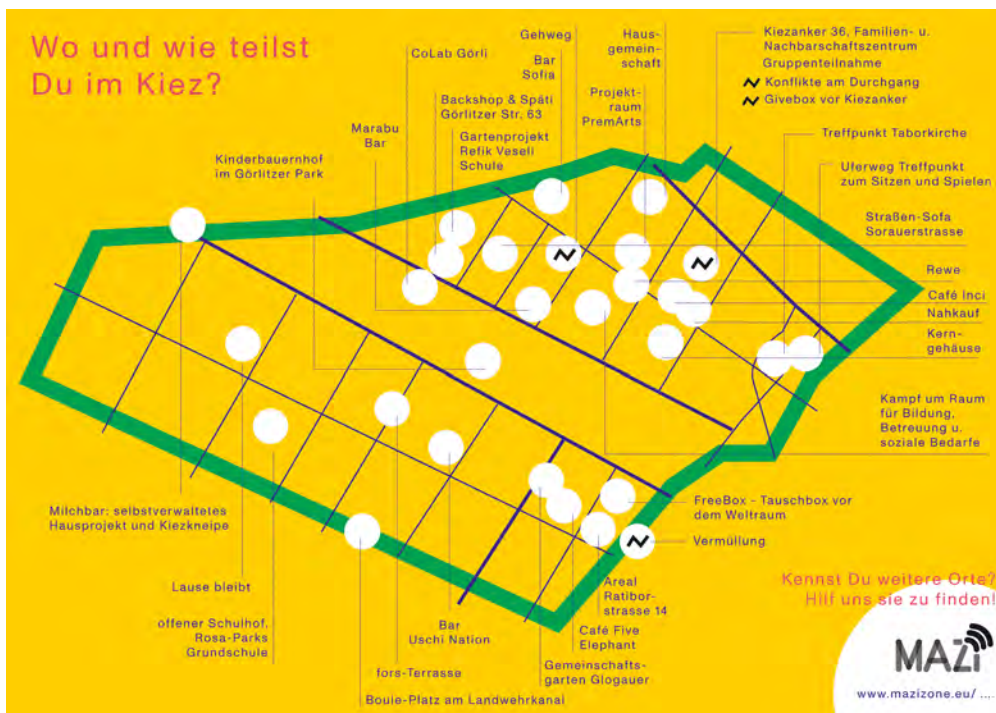 Wo und wie teilst
Du im Kiez?
CoLab Görli
Gehweg
Bar
Sofia
Haus-
gemein-
schaft
Kiezanker 36, Familien- u.
Nachbarschaftszentrum
Gruppenteilnahme
Konflikte am Durchgang
Givebox vor Kiezanker
Backshop & Späti
Görlitzer Str, 63
Projekt-
raum
PremArts
Marabu
Bar
Gartenprojekt
Refik Veseli
Schule
Treffpunkt Taborkirche
Kinderbauernhof
im Görlitzer Park
Uferweg Treffpunkt
zum Sitzen und Spielen
Straßen-Sofa
Sorauerstrasse
Rewe
Café Inci
Nahkauf
Kern-
gehäuse
Kampf um Raum
für Bildung,
Betreuung u.
soziale Bedarfe
Milchbar: selbstverwaltetes
Hausprojekt und Kiezkneipe
FreeBox - Tauschbox vor
dem Weltraum
Vermüllung
Lause bleibt
Areal
Ratibor-
strasse 14
offener Schulhof,
Rosa-Parks
Grundschule
Bar
Uschi Nation
Café Five
Elephant
fors-Terrasse
Gemeinschafts-
garten Glogauer
Boule-Platz am Landwehrkanal
Kennst Du weitere Orte?
Hilf uns sie zu finden!
MAZi
www.mazizone.eu/ ....